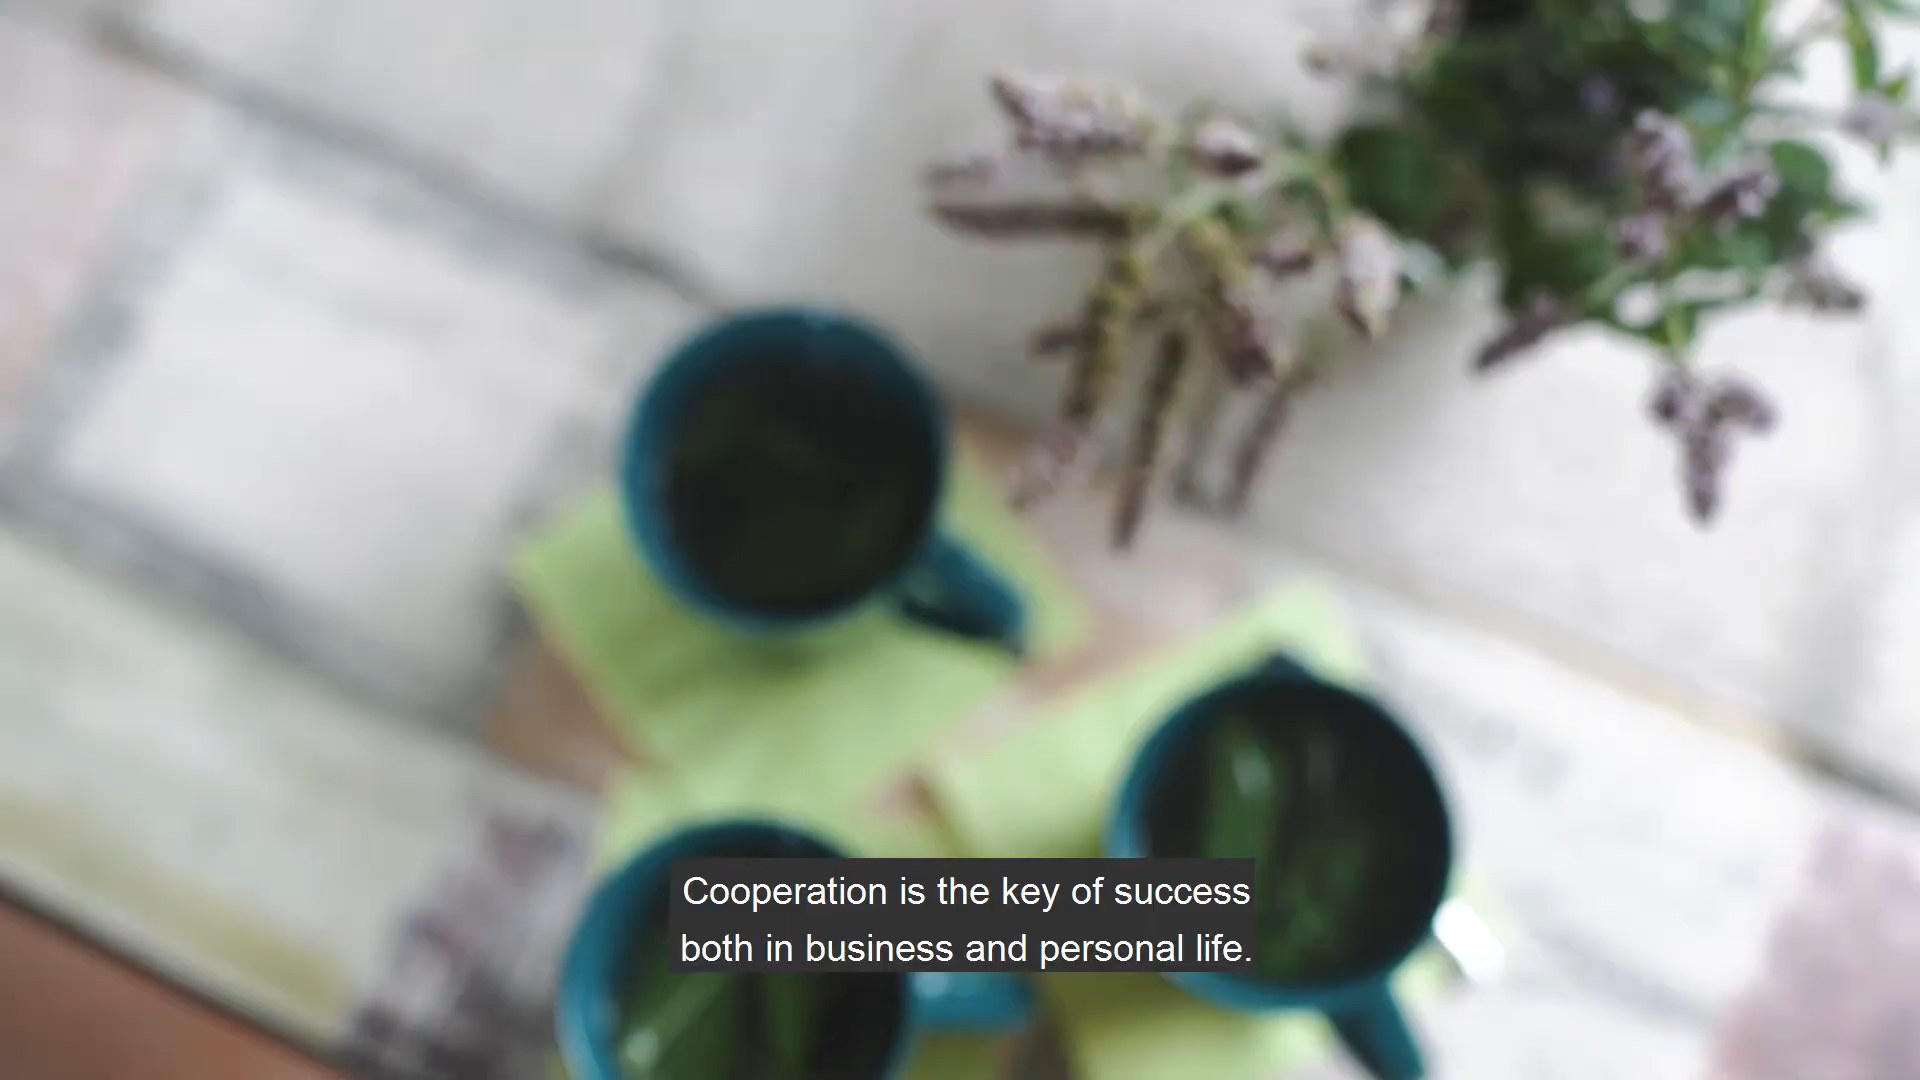 Cooperation is the key of success
both in business and personal life.